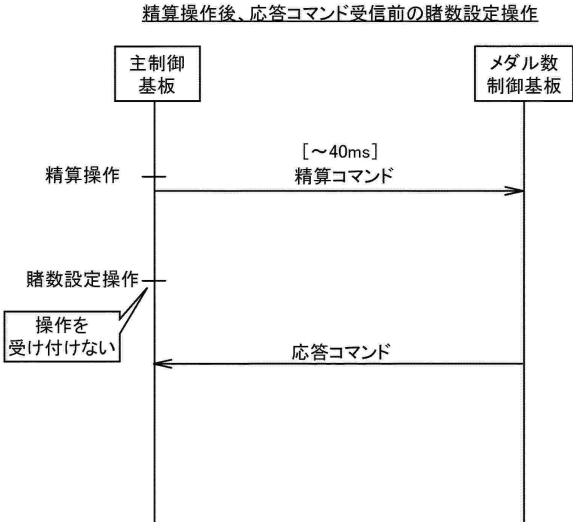 精算操作後、応答コマンド受信前の賭数設定操作
主制御
基板
メダル数
制御基板
[～40ms]
精算操作
精算コマンド
賭数設定操作
操作を
受け付けない
応答コマンド